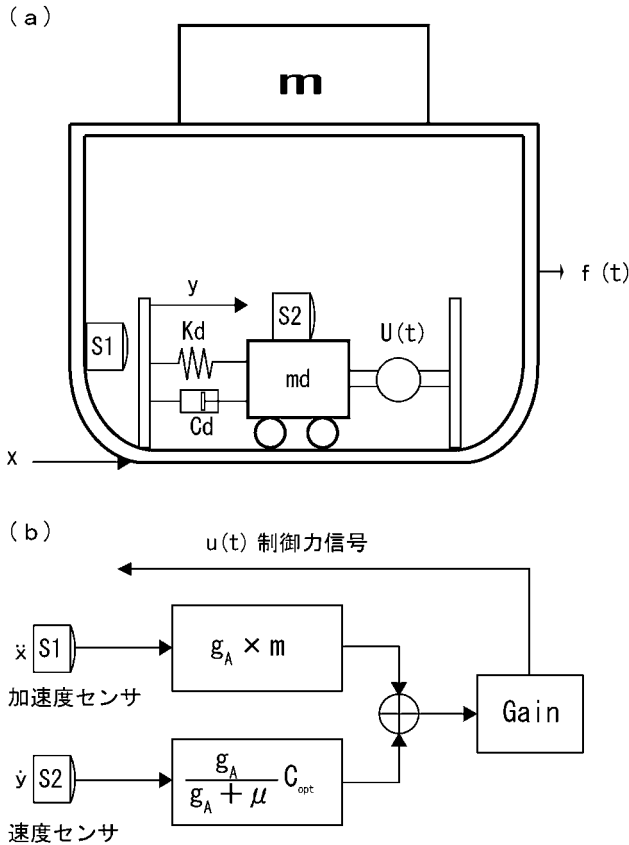 (a)
m
f(t)
y
S2
U(t)
S1
Kd
md
Cd
x
(b)
u(t) 制御力信号
ẍ S1
g_A × m
加速度センサ
Gain
ẏ S2
g_A / (g_A + μ) C_opt
速度センサ